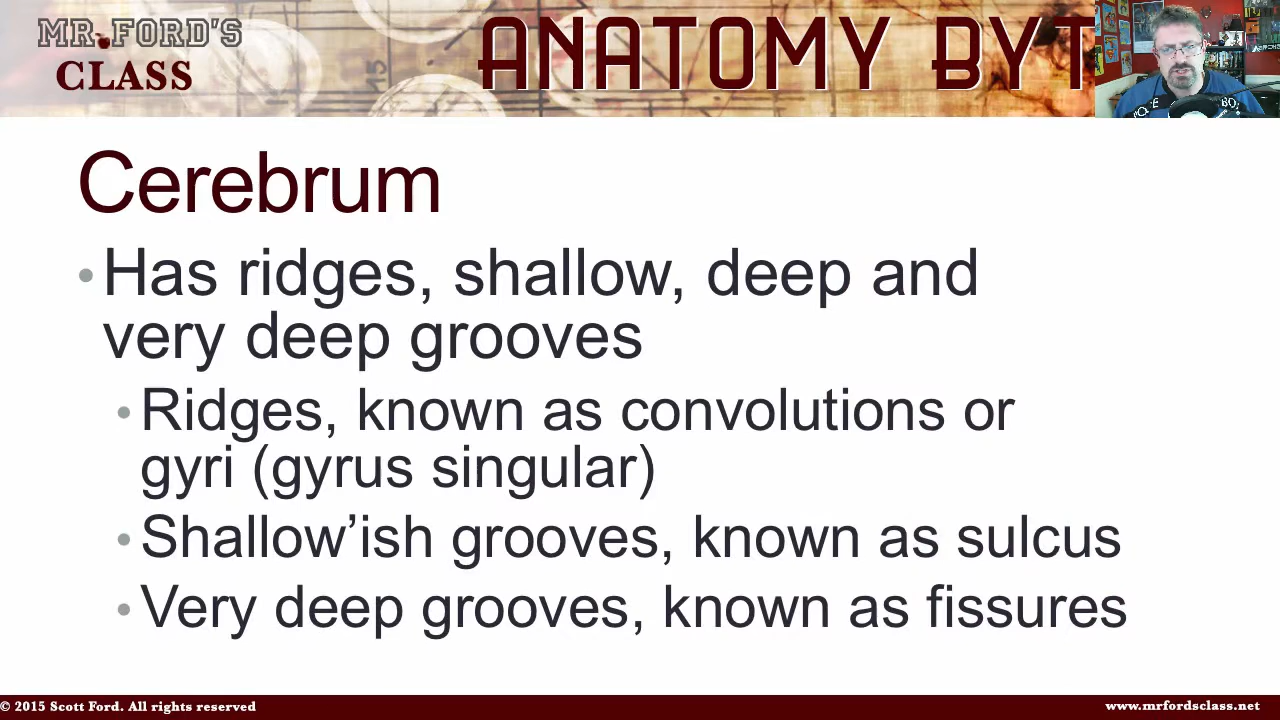 MR. FORD'S
CLASS
ANATOMY BYT
Cerebrum
• Has ridges, shallow, deep and
very deep grooves
• Ridges, known as convolutions or
gyri (gyrus singular)
• Shallow’ish grooves, known as sulcus
• Very deep grooves, known as fissures
© 2015 Scott Ford. All rights reserved
www.mrfordsclass.net